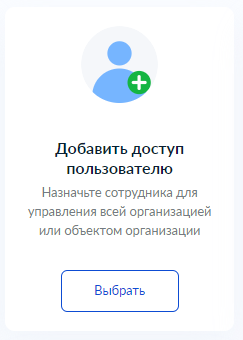 Добавить доступ
пользователю
Назначьте сотрудника для
управления всей организацией
или объектом организации
Выбрать